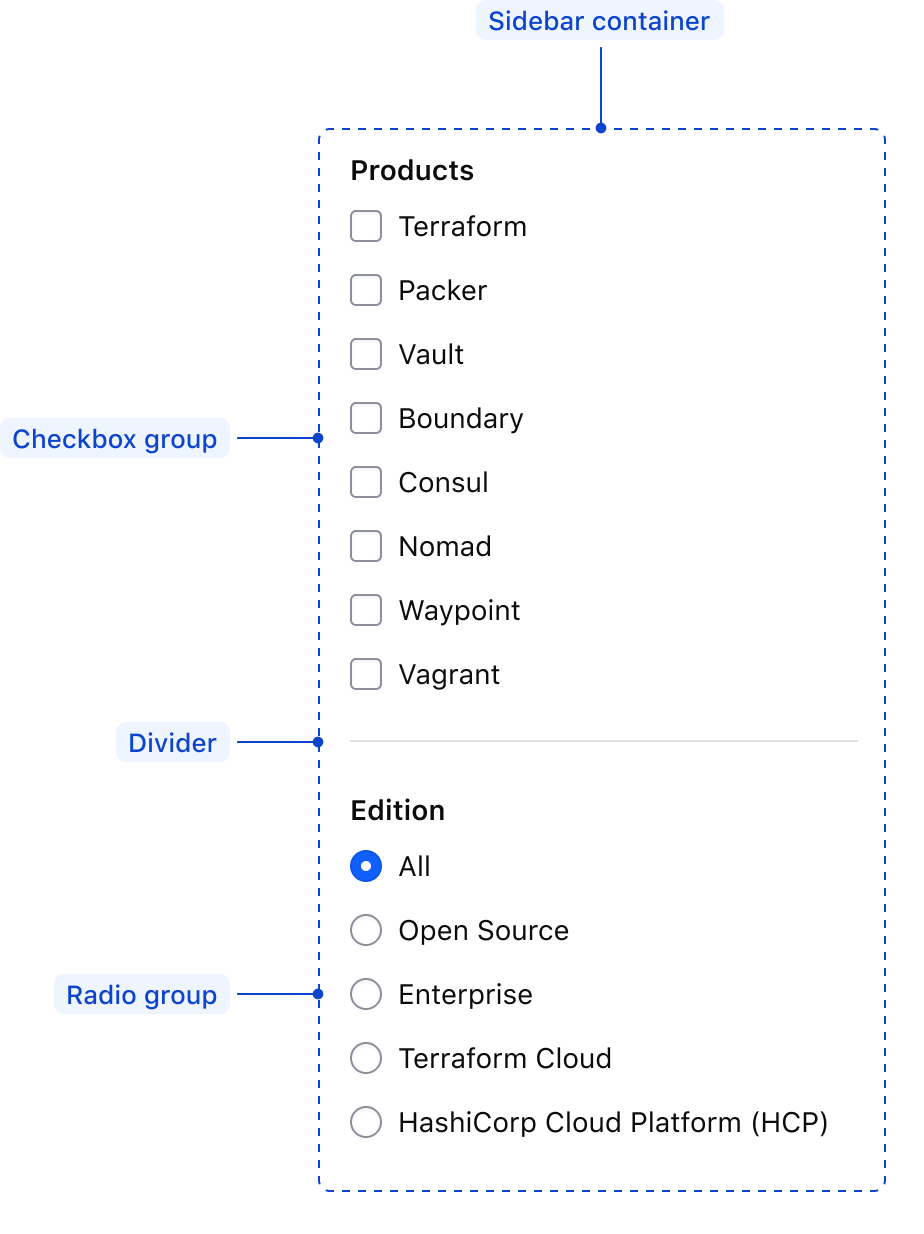 Sidebar container
Products
Terraform
Packer
Vault
Boundary
Checkbox group
Consul
Nomad
Waypoint
Vagrant
Divider
Edition
All
Open Source
Radio group
Enterprise
Terraform Cloud
HashiCorp Cloud Platform (HCP)